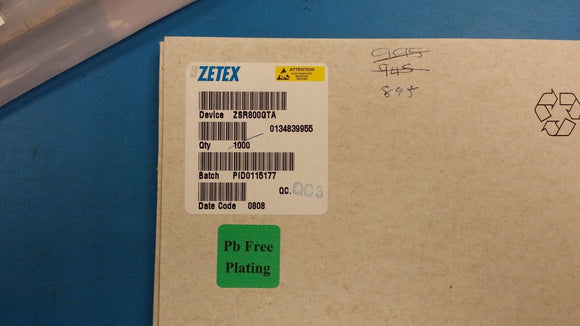 ZETEX
ATTENTION
Device ZSR800GTA
0134839955
Qty 1000
Batch PID0115177
QC. QC3
Date Code 0808
Pb Free
Plating
995
945
895